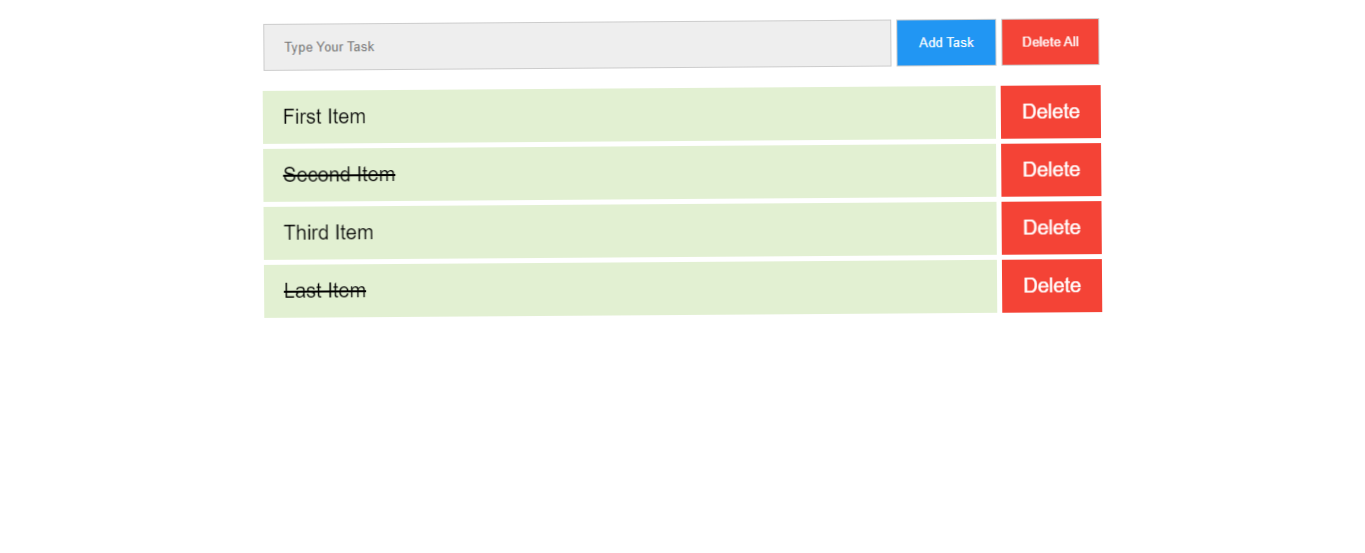 Type Your Task Add Task Delete All
First Item Delete
Second Item Delete
Third Item Delete
Last Item Delete